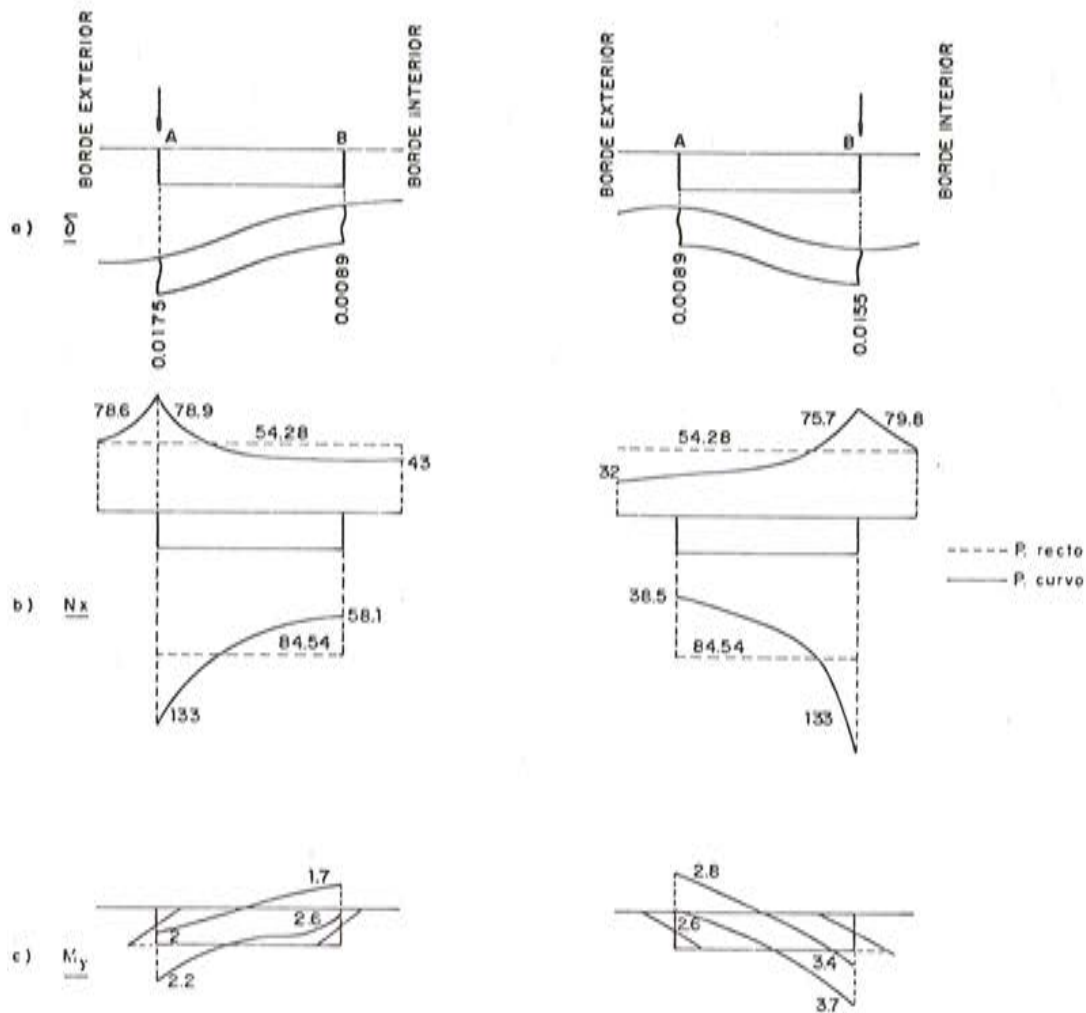 BORDE EXTERIOR
BORDE INTERIOR
A
B
a)
0.0175
0.0089
BORDE EXTERIOR
BORDE INTERIOR
A
B
0.0089
0.0155
78.6
78.9
54.28
43
32
54.28
75.7
79.8
b) Nx
133
84.54
58.1
38.5
84.54
133
P. recto
P. curvo
c) My
2
1.7
2.6
2.2
2.8
2.6
3.4
3.7